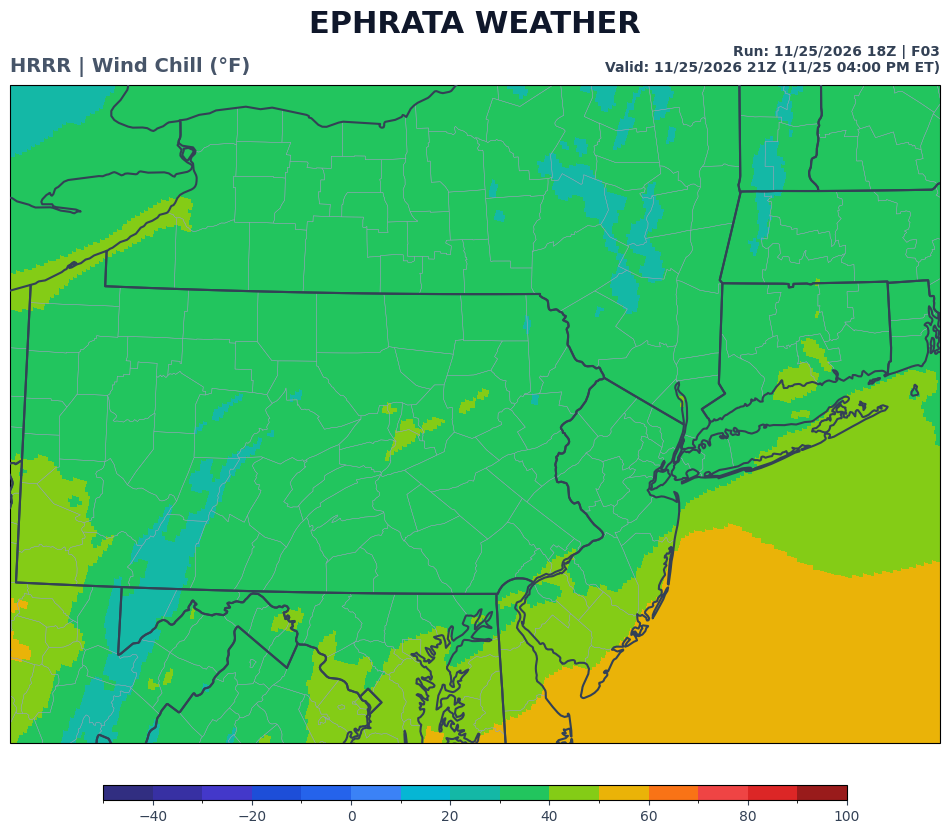 EPHRATA WEATHER
HRRR | Wind Chill (°F)
Run: 11/25/2026 18Z | F03
Valid: 11/25/2026 21Z (11/25 04:00 PM ET)
−40 −20 0 20 40 60 80 100